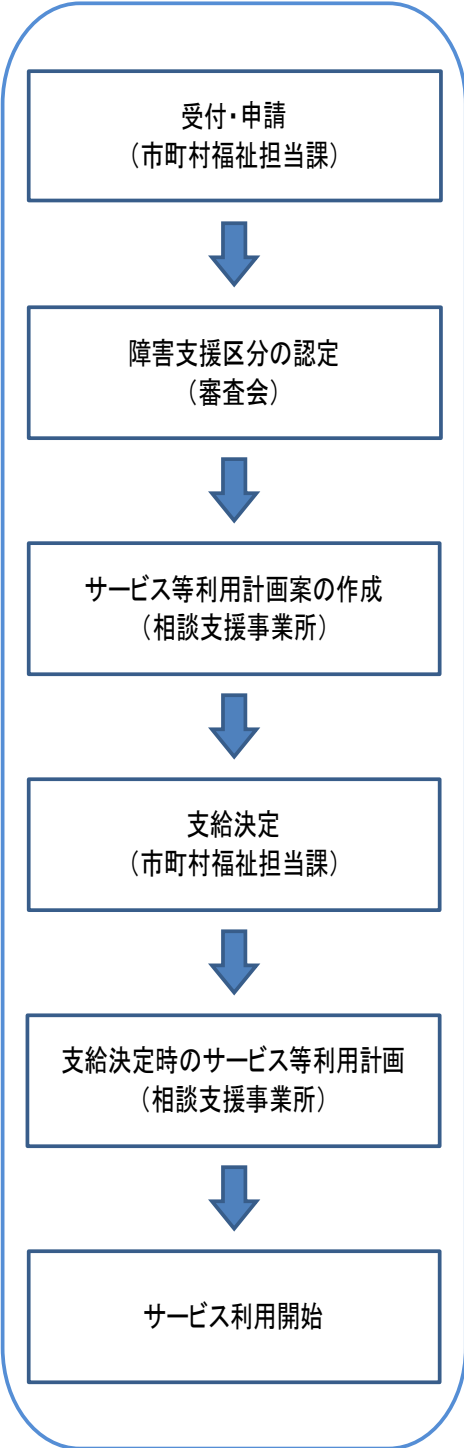 受付・申請
（市町村福祉担当課）
障害支援区分の認定
（審査会）
サービス等利用計画案の作成
（相談支援事業所）
支給決定
（市町村福祉担当課）
支給決定時のサービス等利用計画
（相談支援事業所）
サービス利用開始